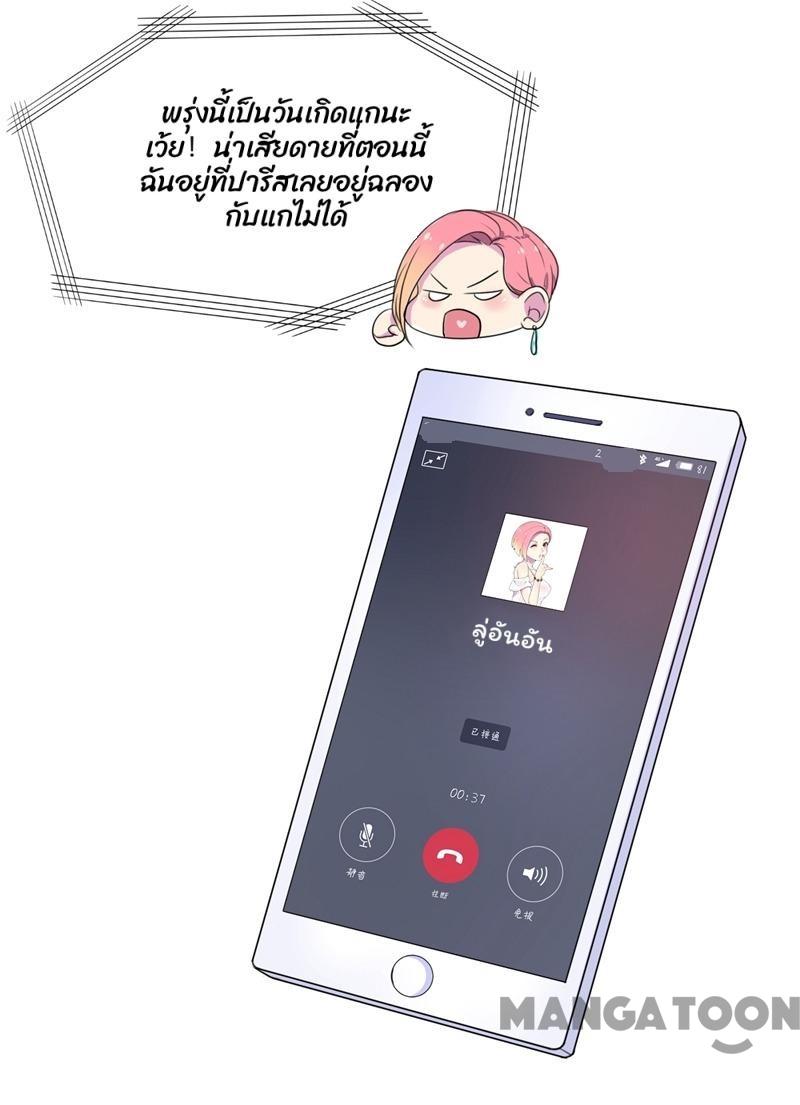 พรุ่งนี้เป็นวันเกิดแกนะ
เว้ย! น่าเสียดายที่ตอนนี้
ฉันอยู่ที่ปารีสเลยอยู่ฉลอง
กับแกไม่ได้
2
81
ลู่อันอัน
已接通
00:37
静音
挂断
免提
MANGATOON